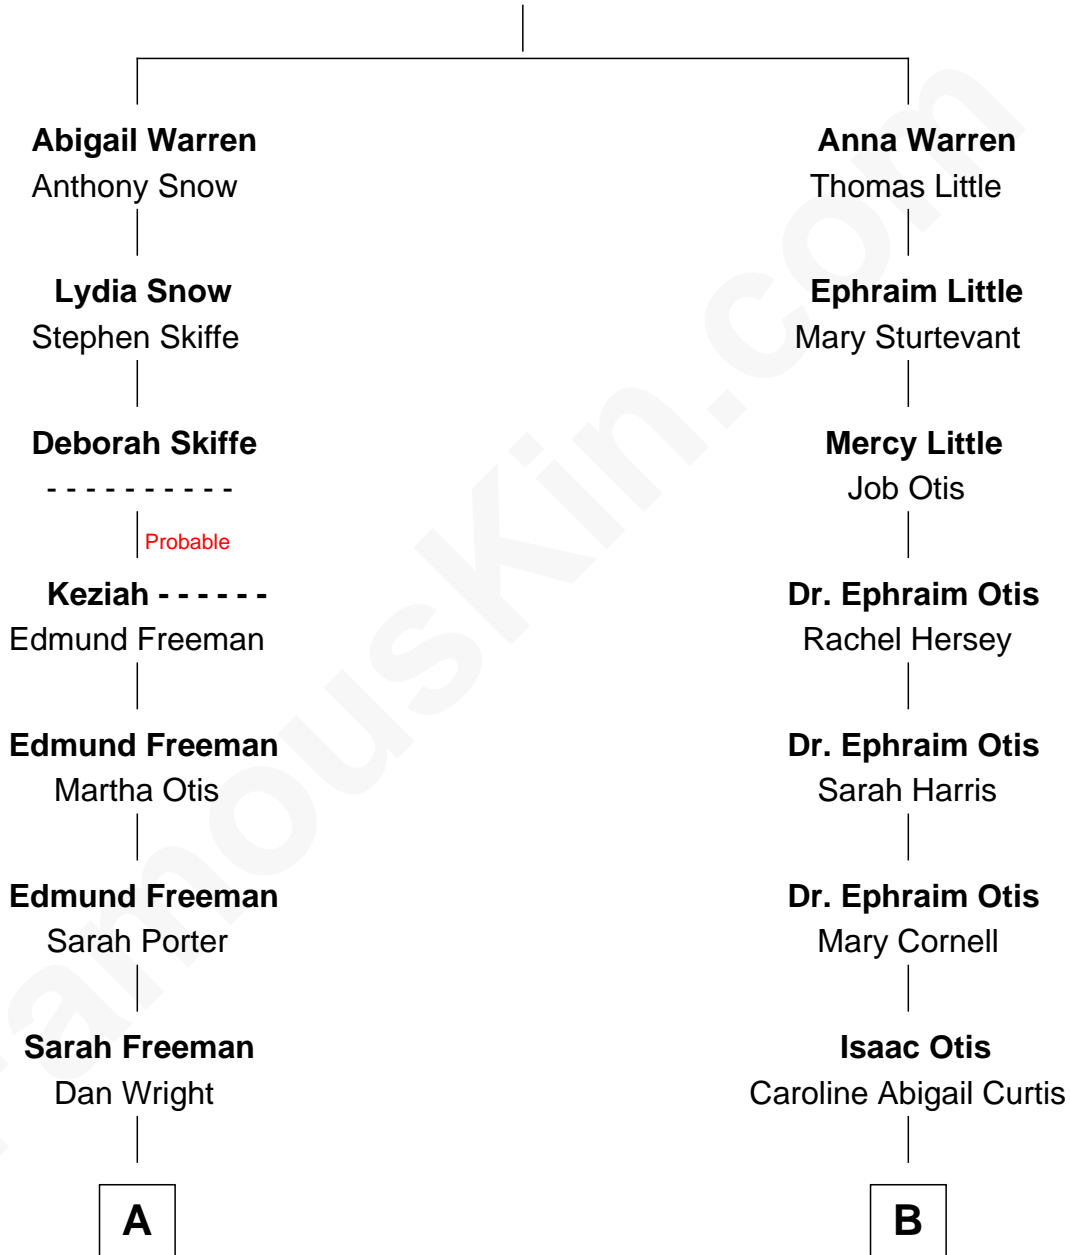 Abigail Warren
Anthony Snow
Lydia Snow
Stephen Skiffe
Deborah Skiffe
- - - - - - - - - -
Probable
Keziah - - - - - -
Edmund Freeman
Edmund Freeman
Martha Otis
Edmund Freeman
Sarah Porter
Sarah Freeman
Dan Wright
A
Anna Warren
Thomas Little
Ephraim Little
Mary Sturtevant
Mercy Little
Job Otis
Dr. Ephraim Otis
Rachel Hersey
Dr. Ephraim Otis
Sarah Harris
Dr. Ephraim Otis
Mary Cornell
Isaac Otis
Caroline Abigail Curtis
B
FamousKin.com